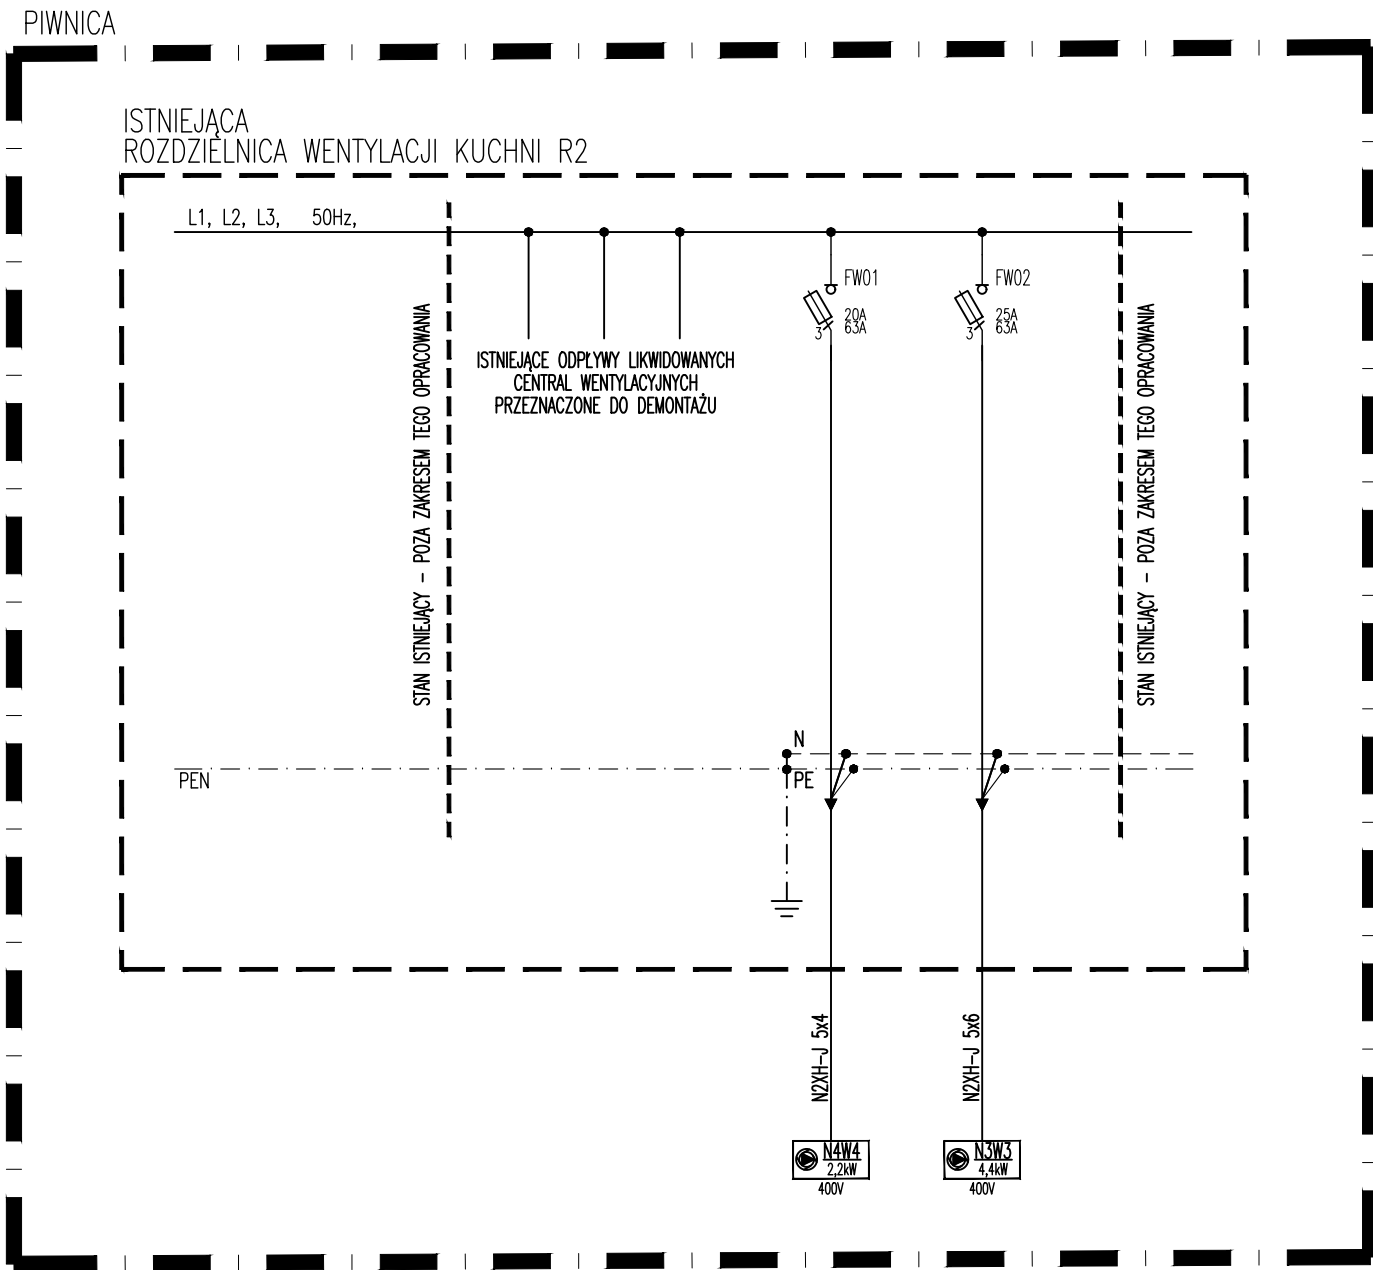 PIWNICA
ISTNIEJĄCA
ROZDZIELNICA WENTYLACJI KUCHNI R2
L1, L2, L3, 50Hz,
FW01
20A
63A
3
FW02
25A
63A
3
ISTNIEJĄCE ODPŁYWY LIKWIDOWANYCH
CENTRAL WENTYLACYJNYCH
PRZEZNACZONE DO DEMONTAŻU
STAN ISTNIEJĄCY - POZA ZAKRESEM TEGO OPRACOWANIA
STAN ISTNIEJĄCY - POZA ZAKRESEM TEGO OPRACOWANIA
N
PE
PEN
N2XH-J 5x4
N2XH-J 5x6
N4W4
2,2kW
400V
N3W3
4,4kW
400V